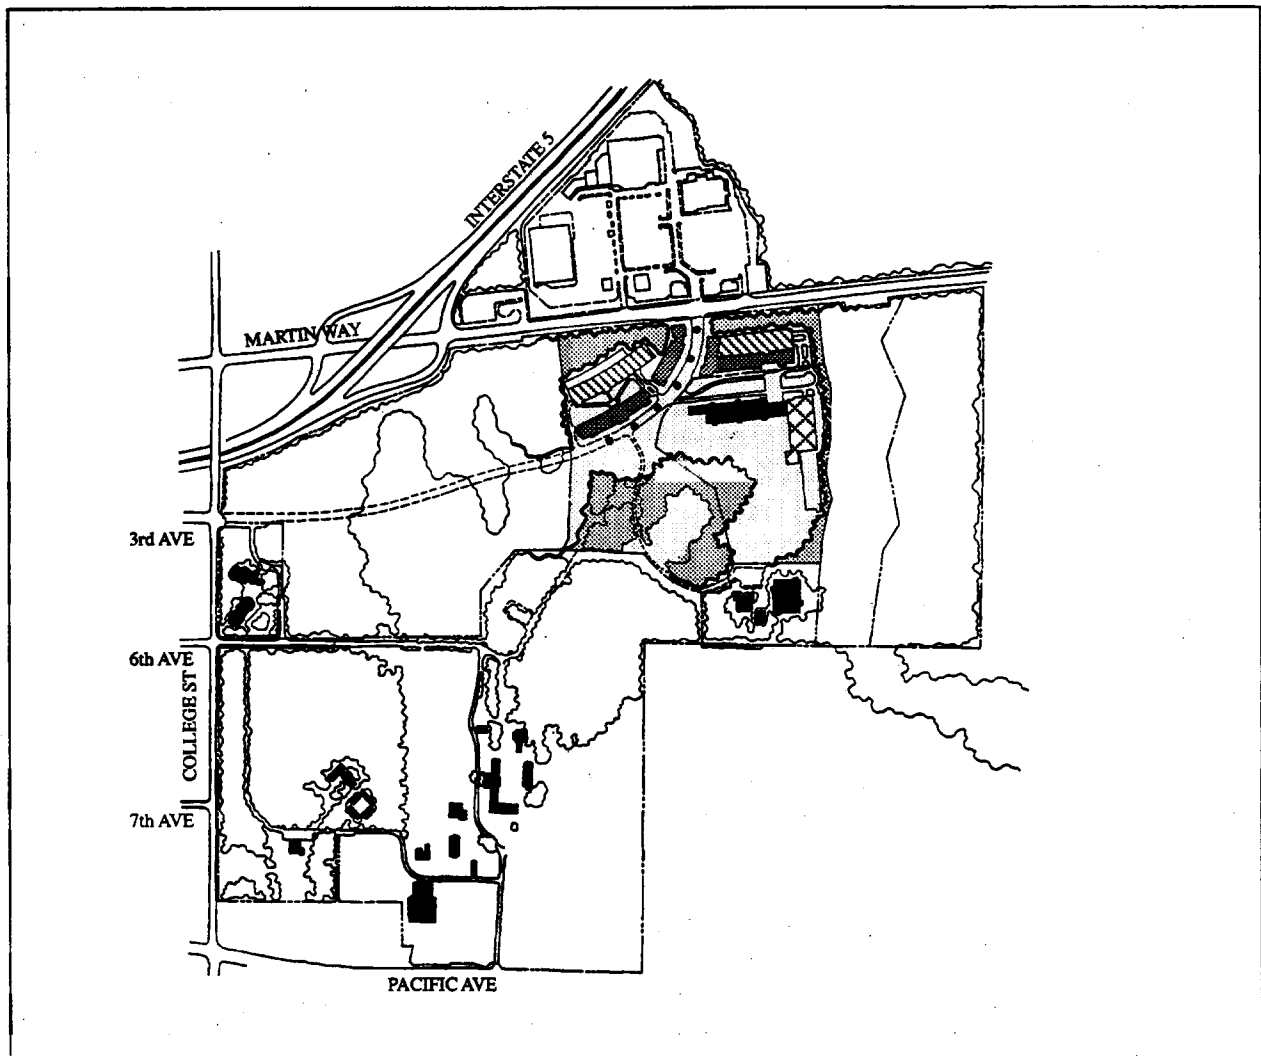 INTERSTATE 5
MARTIN WAY
3rd AVE
6th AVE
COLLEGE ST
7th AVE
PACIFIC AVE